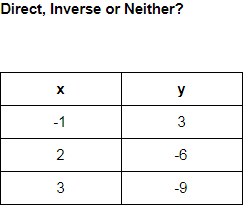 Direct, Inverse or Neither?
x y
-1 3
2 -6
3 -9